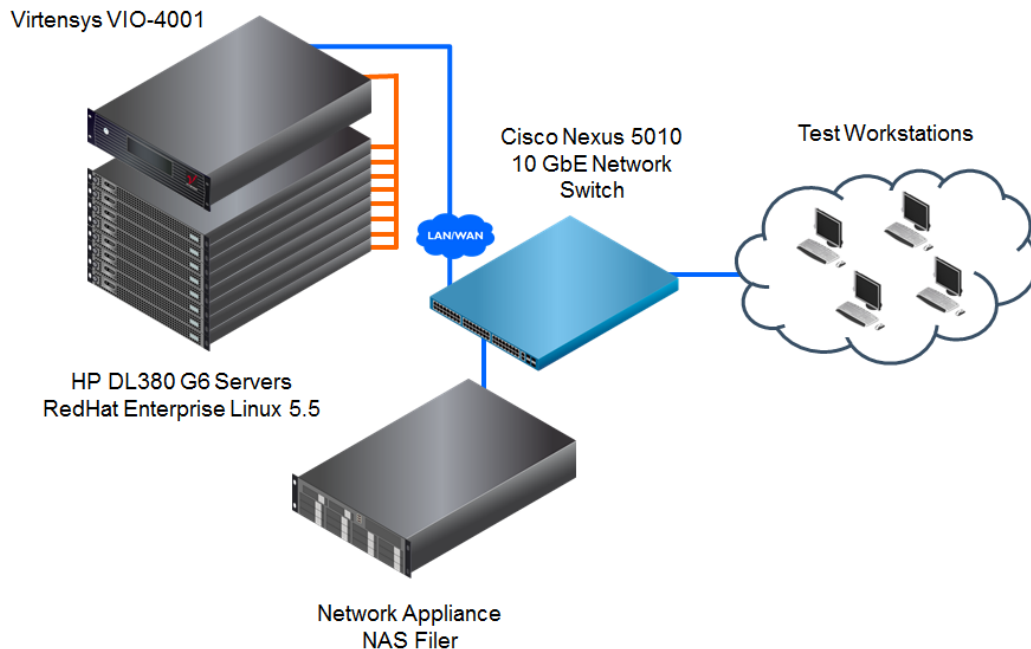 Virtensys VIO-4001
Cisco Nexus 5010
10 GbE Network
Switch
Test Workstations
LAN/WAN
HP DL380 G6 Servers
RedHat Enterprise Linux 5.5
Network Appliance
NAS Filer